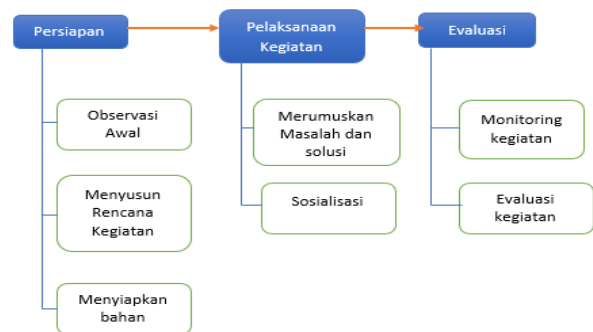 Persiapan
Pelaksanaan
Kegiatan
Evaluasi
Observasi
Awal
Menyusun
Rencana
Kegiatan
Menyiapkan
bahan
Merumuskan
Masalah dan
solusi
Sosialisasi
Monitoring
kegiatan
Evaluasi
kegiatan